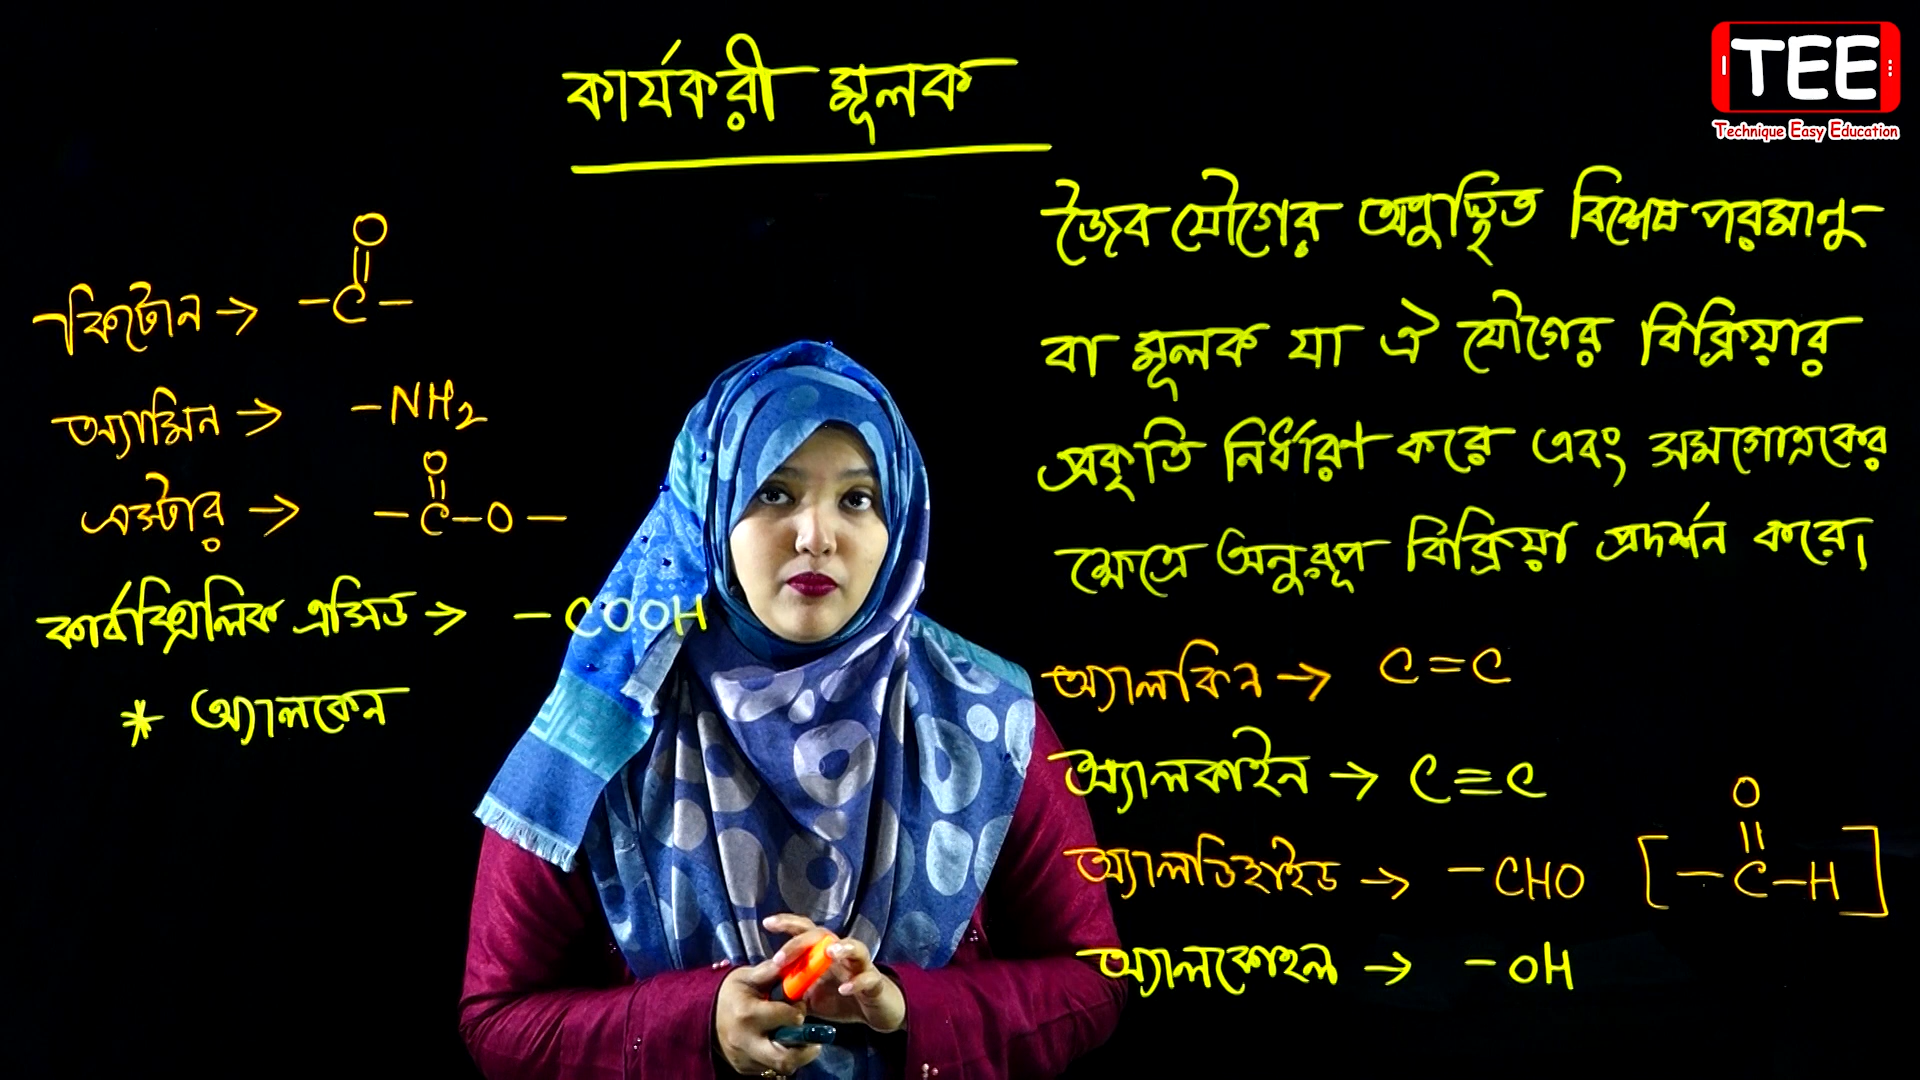 কার্যকরী মূলক
TEE
Technique Easy Education
জৈব যৌগের অণুস্থিত বিশেষ পরমানু
বা মূলক যা ঐ যৌগের বিক্রিয়ার
প্রকৃতি নির্ধারণ করে এবং সমগোত্রকের
ক্ষেত্রে অনুরূপ বিক্রিয়া প্রদর্শন করে।
অ্যালকিন → C=C
অ্যালকাইন → C≡C
O
||
অ্যালডিহাইড → -CHO [-C-H]
অ্যালকোহল → -OH
O
||
কিটোন → -C-
অ্যামিন → -NH2
O
||
এস্টার → -C-O-
কার্বক্সিলিক এসিড → -COOH
* অ্যালকেন